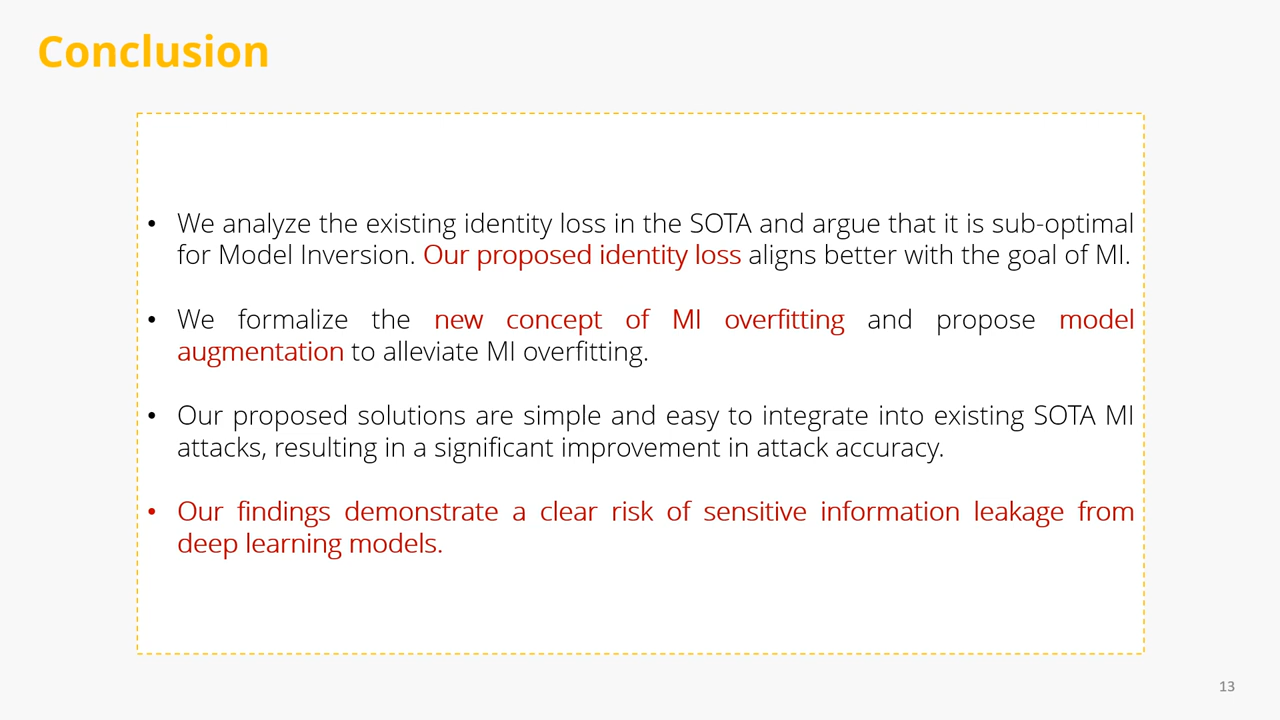 Conclusion
• We analyze the existing identity loss in the SOTA and argue that it is sub-optimal
for Model Inversion. Our proposed identity loss aligns better with the goal of MI.
• We formalize the new concept of MI overfitting and propose model
augmentation to alleviate MI overfitting.
• Our proposed solutions are simple and easy to integrate into existing SOTA MI
attacks, resulting in a significant improvement in attack accuracy.
• Our findings demonstrate a clear risk of sensitive information leakage from
deep learning models.
13